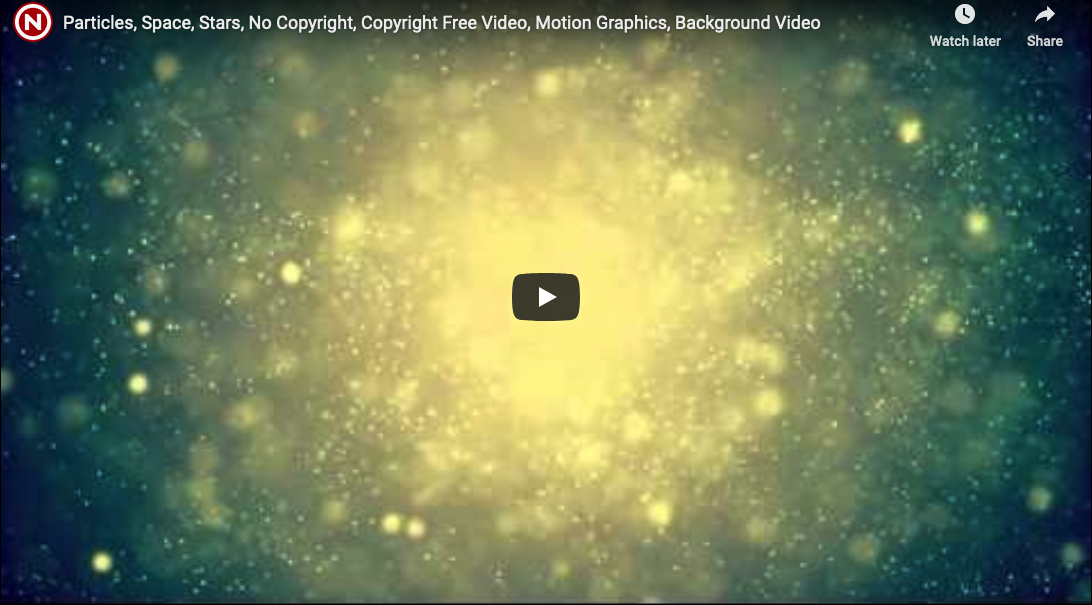 N
Particles, Space, Stars, No Copyright, Copyright Free Video, Motion Graphics, Background Video
Watch later
Share